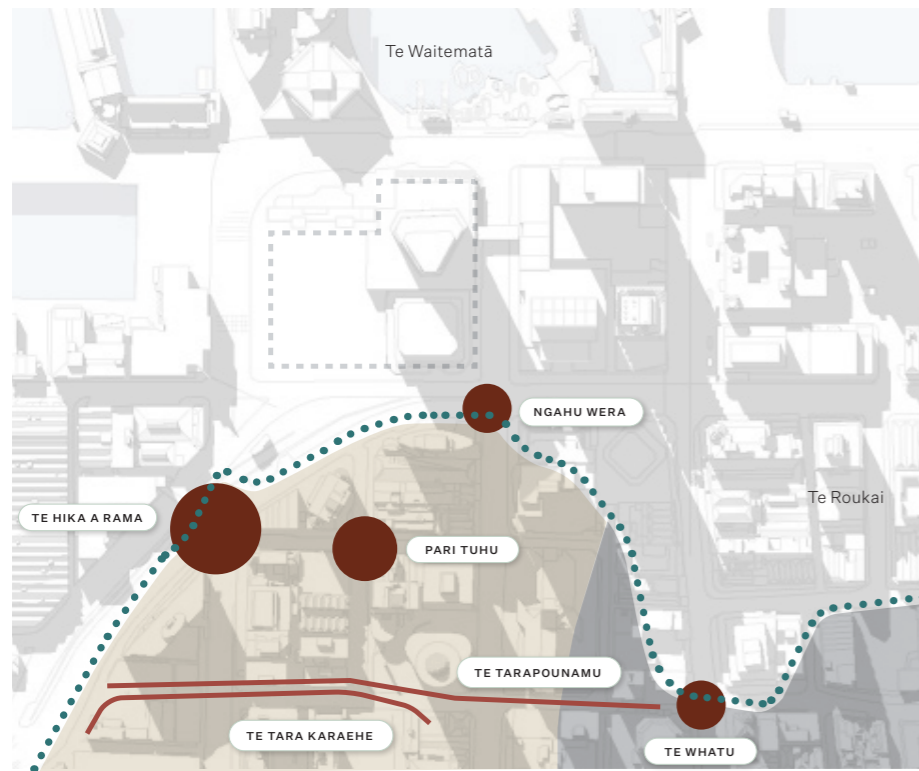 Te Waitematā
NGAHU WERA
Te Roukai
TE HIKA A RAMA
PARI TUHU
TE TARAPOUNAMU
TE TARA KARAEHE
TE WHATU